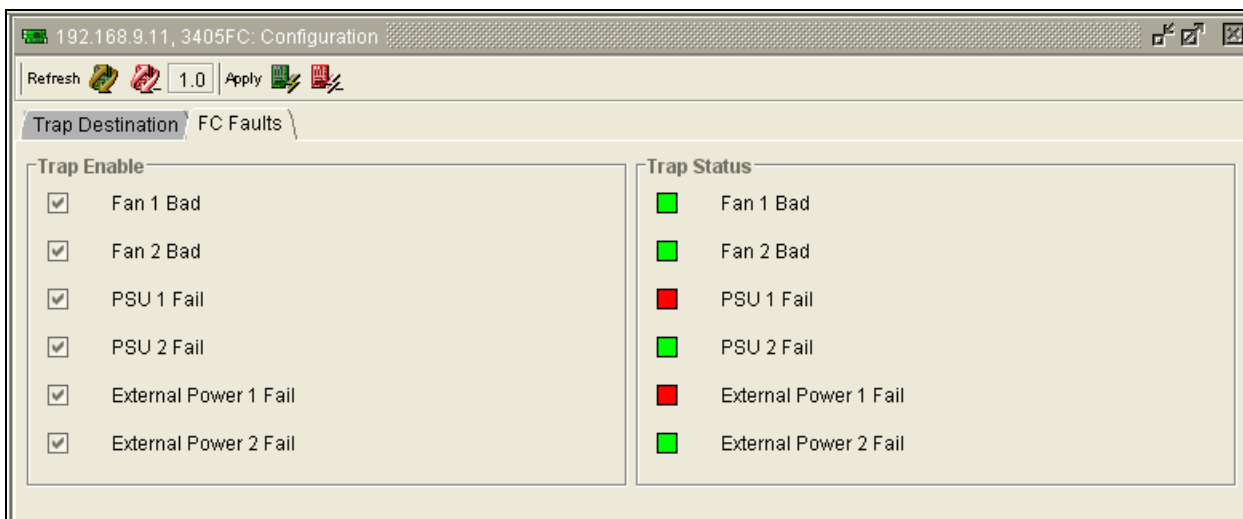 192.168.9.11, 3405FC: Configuration
Refresh 1.0 Apply
Trap Destination FC Faults
Trap Enable
Fan 1 Bad
Fan 2 Bad
PSU 1 Fail
PSU 2 Fail
External Power 1 Fail
External Power 2 Fail
Trap Status
Fan 1 Bad
Fan 2 Bad
PSU 1 Fail
PSU 2 Fail
External Power 1 Fail
External Power 2 Fail